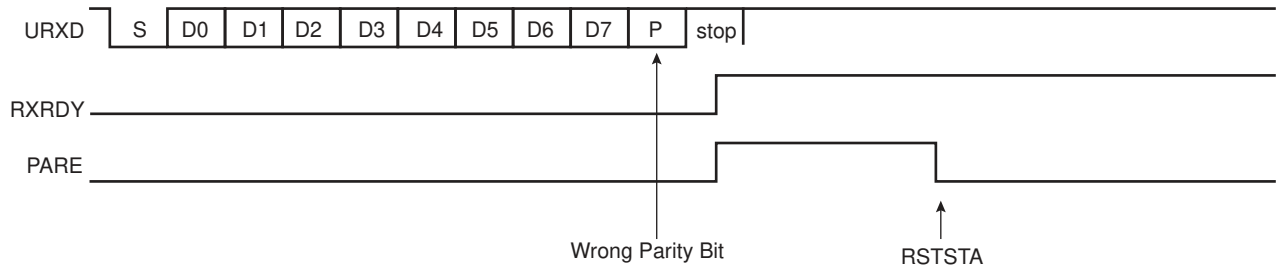 URXD S D0 D1 D2 D3 D4 D5 D6 D7 P stop
RXRDY
PARE
Wrong Parity Bit RSTSTA